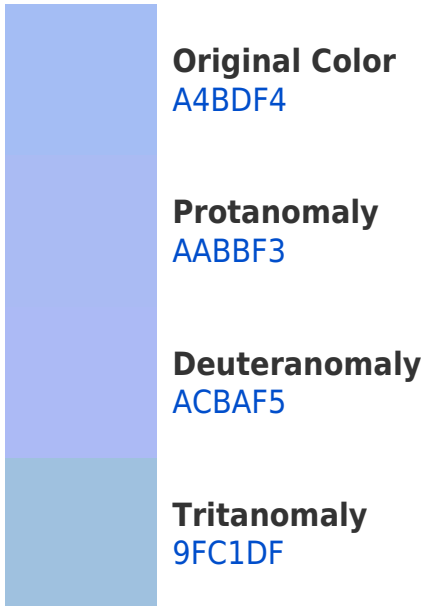 Original Color
A4BDF4
Protanomaly
AABBF3
Deuteranomaly
ACBAF5
Tritanomaly
9FC1DF